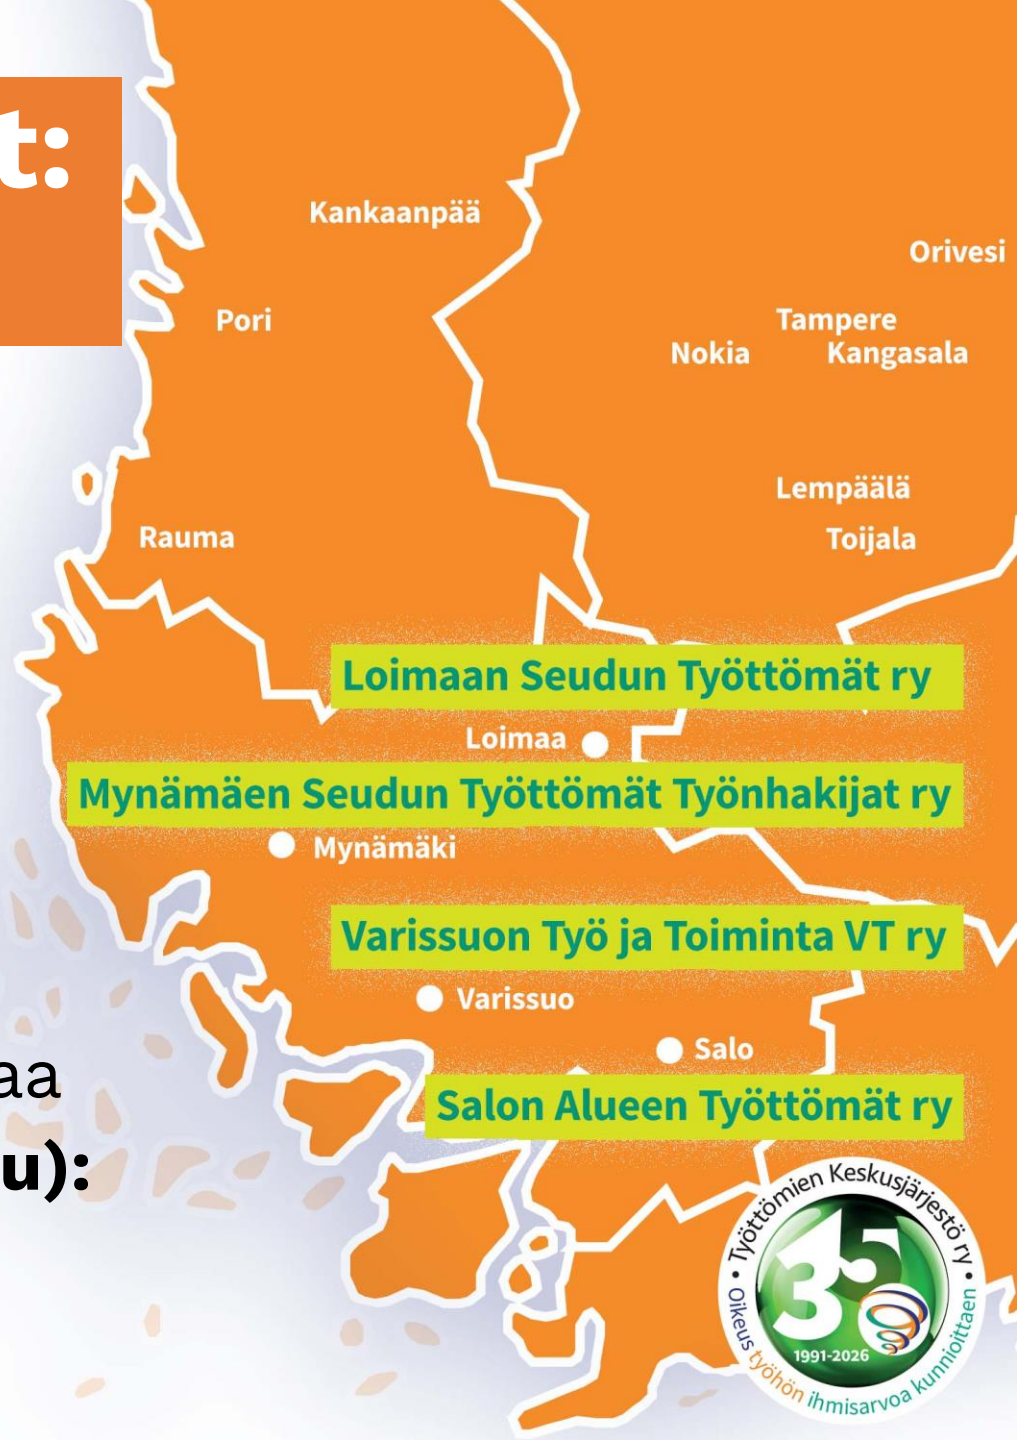 t:
Kankaanpää
Orivesi
Pori
Tampere
Nokia
Kangasala
Lempäälä
Rauma
Toijala
Loimaan Seudun Työttömät ry
Loimaa
Mynämäen Seudun Työttömät Työnhakijat ry
Mynämäki
Varissuon Työ ja Toiminta VT ry
Varissuo
Salo
aa
Salon Alueen Työttömät ry
u):
• Työttömien Keskusjärjestö ry •
35
1991-2026
Oikeus työhön ihmisarvoa kunnioittaen